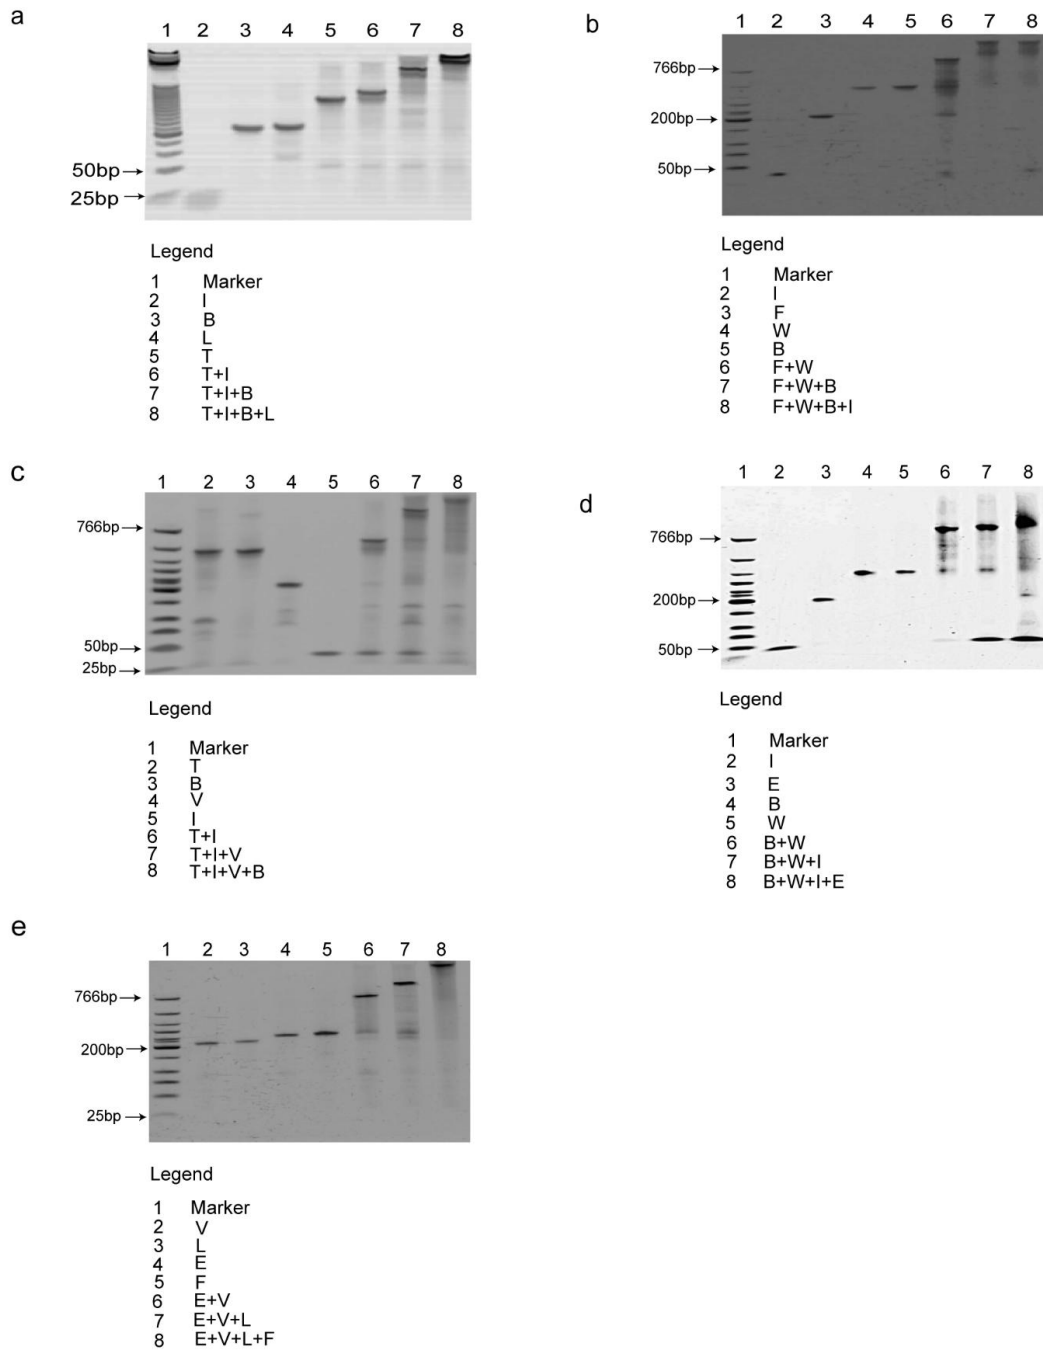 a
1 2 3 4 5 6 7 8
50bp
25bp
Legend
1 Marker
2 I
3 B
4 L
5 T
6 T+I
7 T+I+B
8 T+I+B+L
b
1 2 3 4 5 6 7 8
766bp
200bp
50bp
Legend
1 Marker
2 I
3 F
4 W
5 B
6 F+W
7 F+W+B
8 F+W+B+I
c
1 2 3 4 5 6 7 8
766bp
50bp
25bp
Legend
1 Marker
2 T
3 B
4 V
5 I
6 T+I
7 T+I+V
8 T+I+V+B
d
1 2 3 4 5 6 7 8
766bp
200bp
50bp
Legend
1 Marker
2 I
3 E
4 B
5 W
6 B+W
7 B+W+I
8 B+W+I+E
e
1 2 3 4 5 6 7 8
766bp
200bp
25bp
Legend
1 Marker
2 V
3 L
4 E
5 F
6 E+V
7 E+V+L
8 E+V+L+F